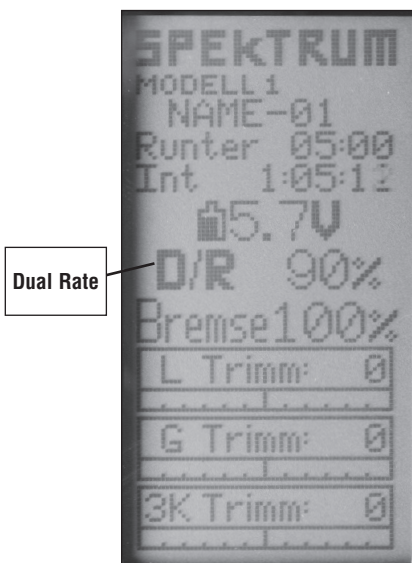 SPEKTRUM
MODELL 1
NAME-01
Runter 05:00
Int 1:05:12
5.7V
Dual Rate
D/R 90%
Bremse100%
L Trimm: 0
G Trimm: 0
3K Trimm: 0